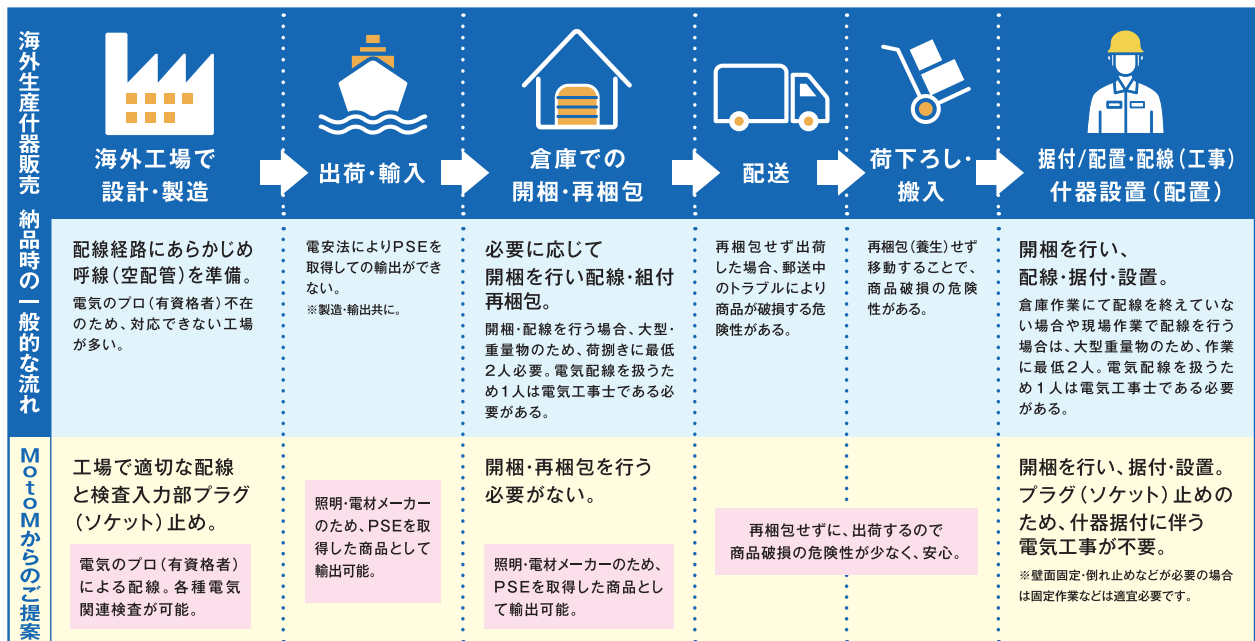 海外生産什器販売 納品時の一般的な流れ
海外工場で
設計・製造
出荷・輸入
倉庫での
開梱・再梱包
配送
荷下ろし・
搬入
据付/配置・配線(工事)
什器設置(配置)
配線経路にあらかじめ
呼線(空配管)を準備。
電気のプロ(有資格者)不在
のため、対応できない工場
が多い。
電安法によりPSEを
取得しての輸出ができ
ない。
※製造・輸出共に。
必要に応じて
開梱を行い配線・組付
再梱包。
開梱・配線を行う場合、大型・
重量物のため、荷捌きに最低
2人必要。電気配線を扱うた
め1人は電気工事士である必
要がある。
再梱包せず出荷
した場合、郵送中
のトラブルにより
商品が破損する危
険性がある。
再梱包(養生)せず
移動することで、
商品破損の危険
性がある。
開梱を行い、
配線・据付・設置。
倉庫作業にて配線を終えていな
い場合や現場作業で配線を行う
場合は、大型重量物のため、作業
に最低2人。電気配線を扱うた
め1人は電気工事士である必要
がある。
MotoMからのご提案
工場で適切な配線
と検査入力部プラグ
(ソケット)止め。
電気のプロ(有資格者)
による配線。各種電気
関連検査が可能。
照明・電材メーカー
のため、PSEを取
得した商品として
輸出可能。
開梱・再梱包を行う
必要がない。
照明・電材メーカーのため、
PSEを取得した商品とし
て輸出可能。
再梱包せずに、出荷するので
商品破損の危険性が少なく、安心。
開梱を行い、据付・設置。
プラグ(ソケット)止めの
ため、什器据付に伴う
電気工事が不要。
※壁面固定・倒れ止めなどが必要の場合
は固定作業などは適宜必要です。